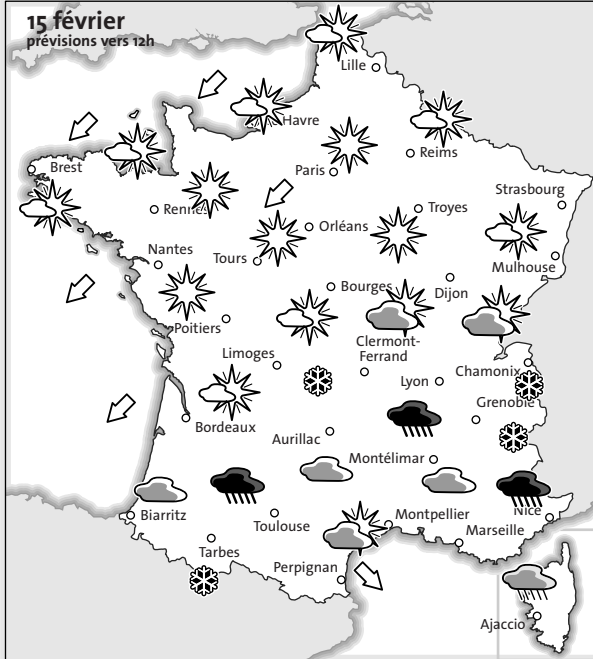 15 février
prévisions vers 12h
Lille
Havre
Reims
Paris
Brest
Strasbourg
Rennes
Troyes
Orléans
Nantes
Tours
Mulhouse
Bourges
Dijon
Poitiers
Clermont-
Ferrand
Limoges
Chamonix
Lyon
Grenoble
Bordeaux
Aurillac
Montélimar
Biarritz
Toulouse
Montpellier
Nice
Marseille
Tarbes
Perpignan
Ajaccio